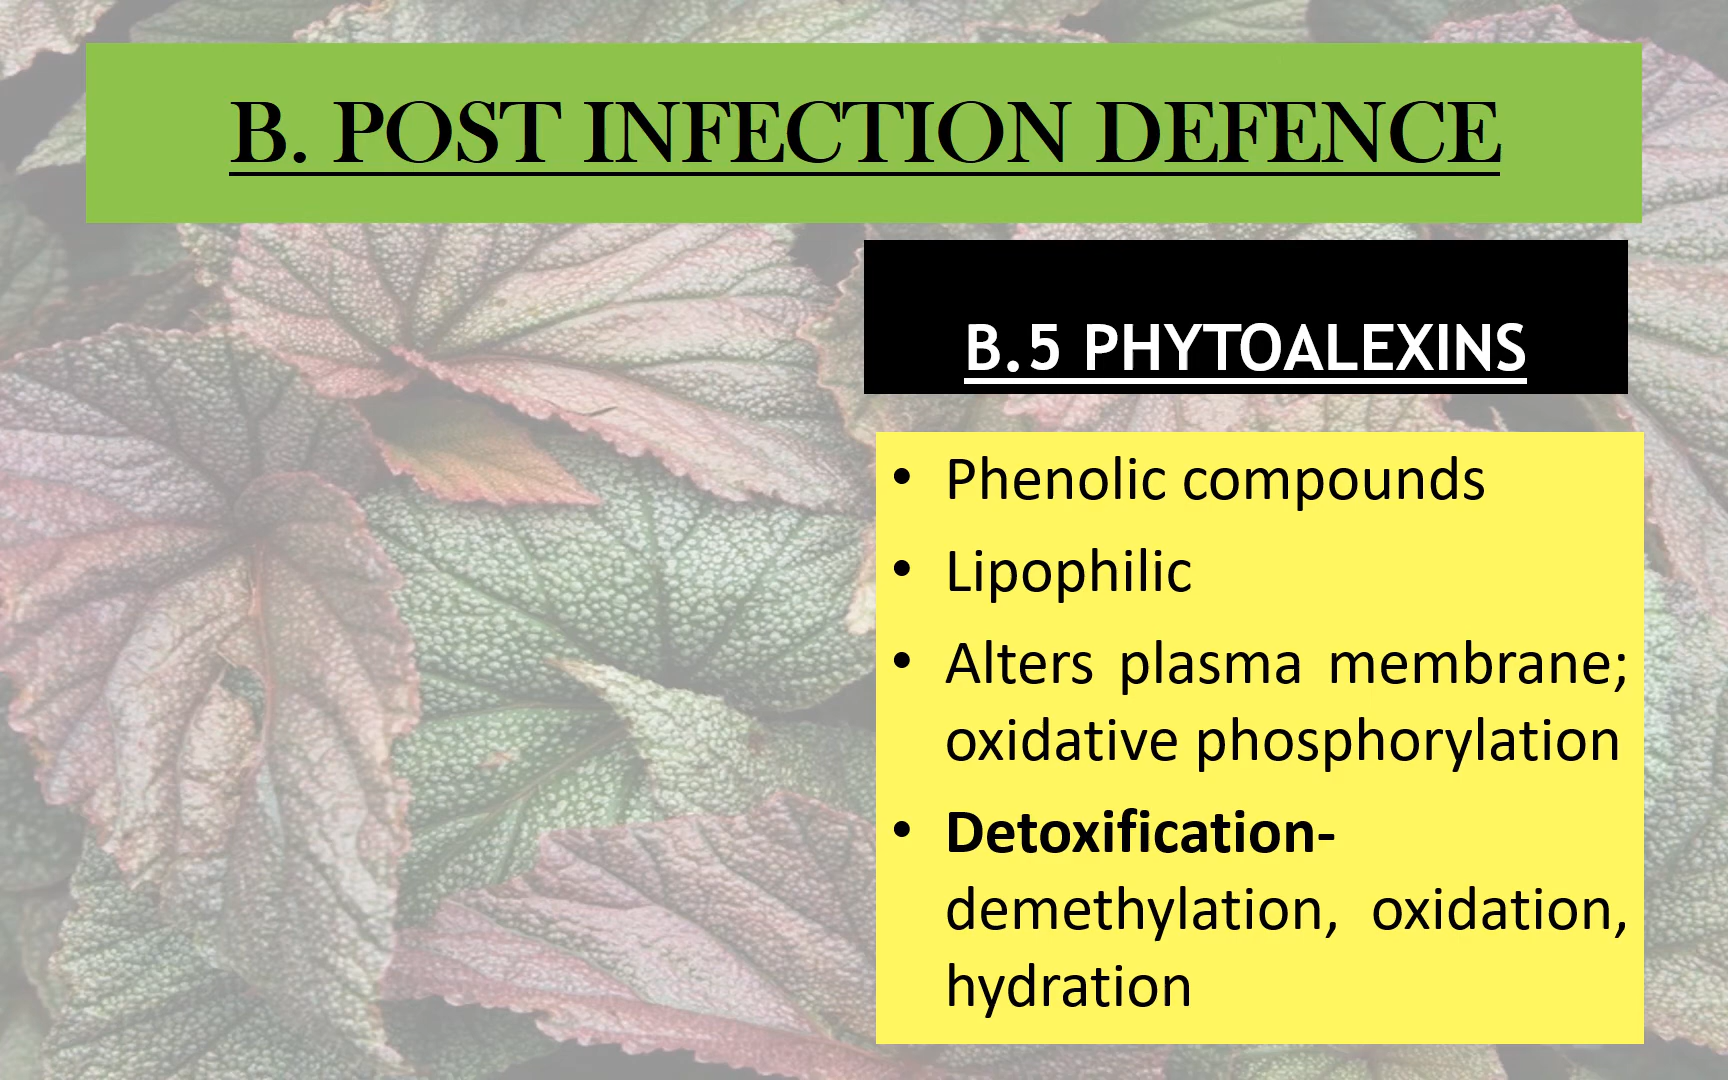 B. POST INFECTION DEFENCE
B.5 PHYTOALEXINS
• Phenolic compounds
• Lipophilic
• Alters plasma membrane;
oxidative phosphorylation
• Detoxification-
demethylation, oxidation,
hydration